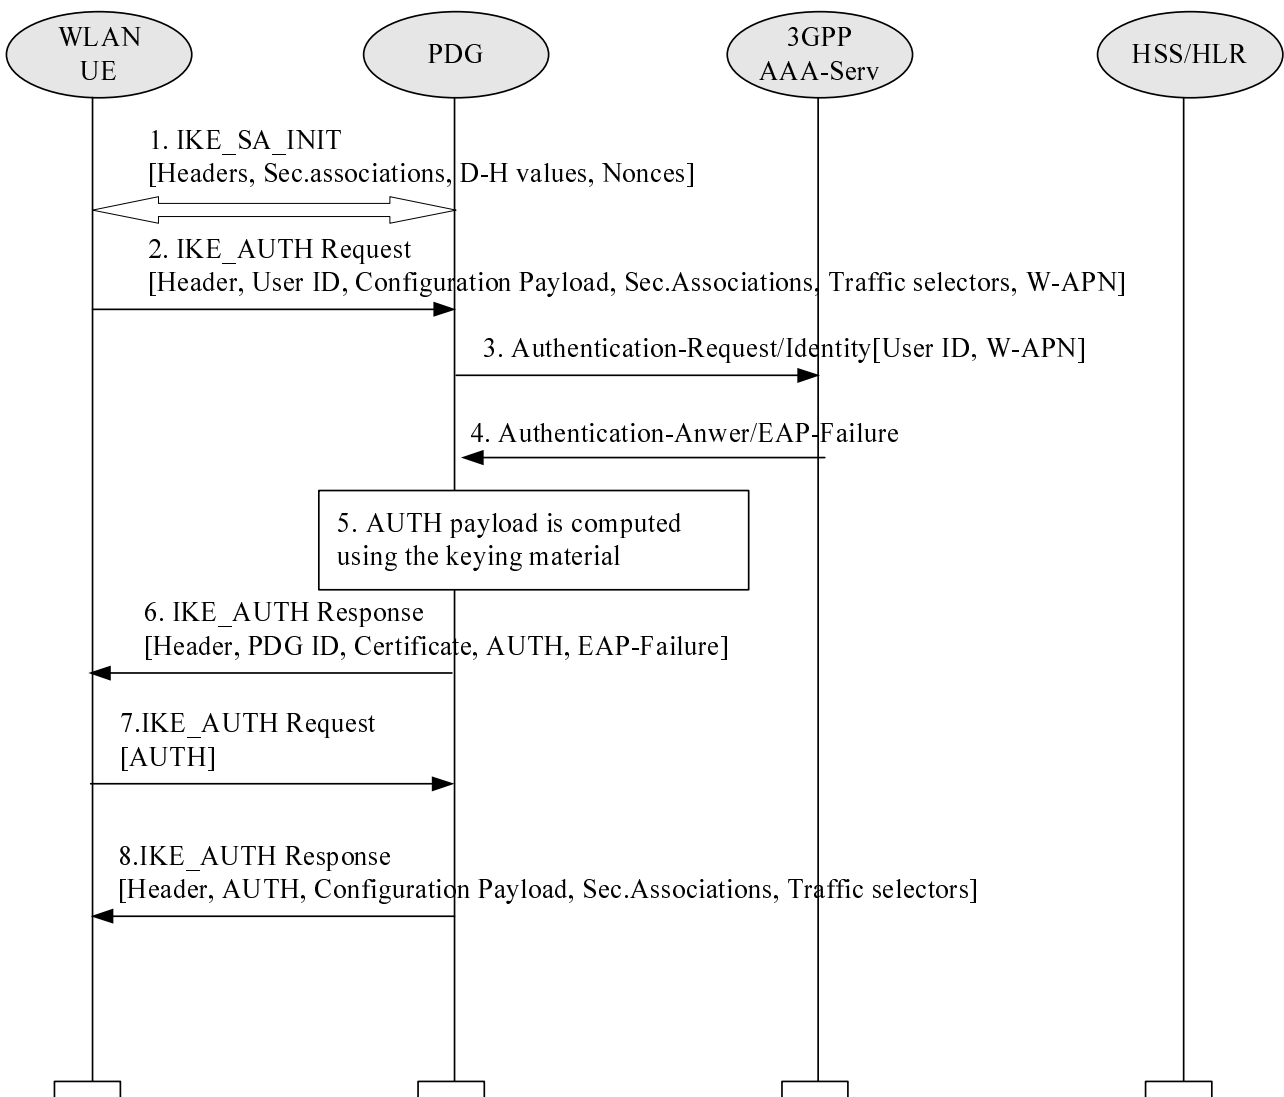 WLAN
UE
PDG
3GPP
AAA-Serv
HSS/HLR
1. IKE_SA_INIT
[Headers, Sec.associations, D-H values, Nonces]
2. IKE_AUTH Request
[Header, User ID, Configuration Payload, Sec.Associations, Traffic selectors, W-APN]
3. Authentication-Request/Identity[User ID, W-APN]
4. Authentication-Anwer/EAP-Failure
5. AUTH payload is computed
using the keying material
6. IKE_AUTH Response
[Header, PDG ID, Certificate, AUTH, EAP-Failure]
7.IKE_AUTH Request
[AUTH]
8.IKE_AUTH Response
[Header, AUTH, Configuration Payload, Sec.Associations, Traffic selectors]